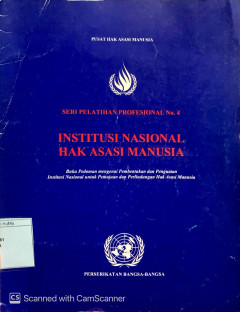 PUSAT HAK ASASI MANUSIA
SERI PELATIHAN PROFESIONAL No. 4
INSTITUSI NASIONAL
HAK ASASI MANUSIA
Buku Pedoman mengenai Pembentukan dan Penguatan
Institusi Nasional untuk Pemajuan dan Perlindungan Hak Asasi Manusia
PERSERIKATAN BANGSA-BANGSA
CS Scanned with CamScanner